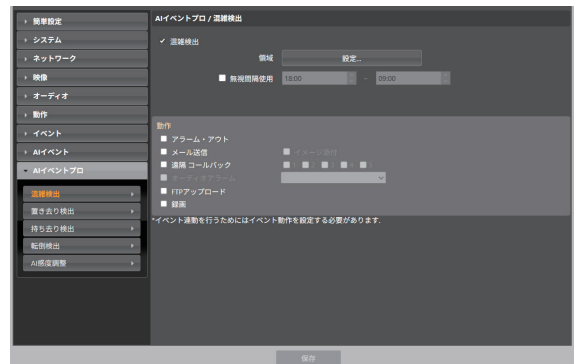 簡単設定
システム
ネットワーク
映像
オーディオ
動作
イベント
AIイベント
AIイベントプロ
混雑検出
置き去り検出
持ち去り検出
転倒検出
AI感度調整
AIイベントプロ / 混雑検出
混雑検出
領域 設定...
無視間隔使用 18:00 ~ 09:00
動作
アラーム・アウト
メール送信 イメージ添付
遠隔 コールバック 1 2 3 4 5
オーディオアラーム
FTPアップロード
録画
*イベント連動を行うためにはイベント動作を設定する必要があります.
保存